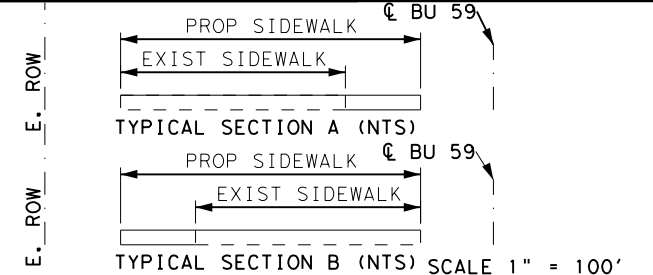 ℄ BU 59
PROP SIDEWALK
EXIST SIDEWALK
E. ROW
TYPICAL SECTION A (NTS)
℄ BU 59
PROP SIDEWALK
EXIST SIDEWALK
E. ROW
TYPICAL SECTION B (NTS)
SCALE 1" = 100'